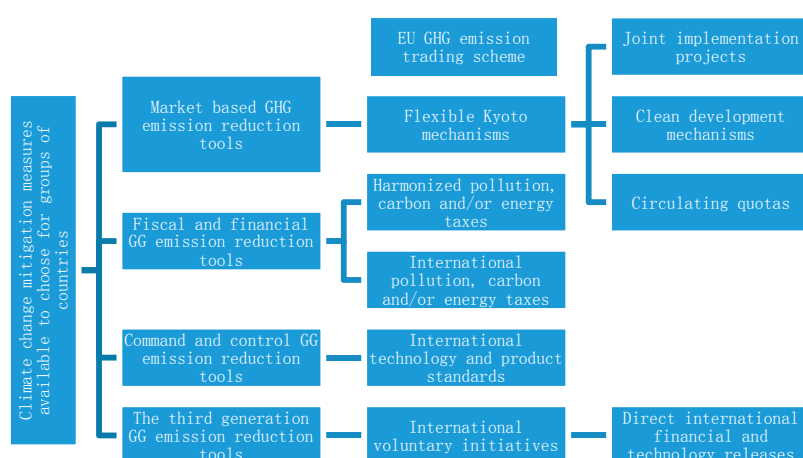 Climate change mitigation measures
available to choose for groups of
countries
Market based GHG
emission reduction
tools
Fiscal and financial
GG emission reduction
tools
Command and control GG
emission reduction
tools
The third generation
GG emission reduction
tools
EU GHG emission
trading scheme
Flexible Kyoto
mechanisms
Harmonized pollution,
carbon and/or energy
taxes
International
pollution, carbon
and/or energy taxes
International
technology and product
standards
International
voluntary initiatives
Joint implementation
projects
Clean development
mechanisms
Circulating quotas
Direct international
financial and
technology releases